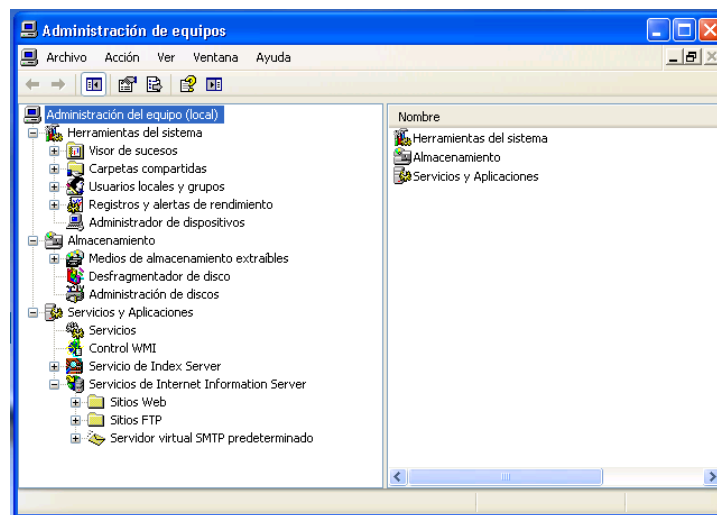 Administración de equipos
Archivo Acción Ver Ventana Ayuda
Administración del equipo (local)
Herramientas del sistema
Visor de sucesos
Carpetas compartidas
Usuarios locales y grupos
Registros y alertas de rendimiento
Administrador de dispositivos
Almacenamiento
Medios de almacenamiento extraíbles
Desfragmentador de disco
Administración de discos
Servicios y Aplicaciones
Servicios
Control WMI
Servicio de Index Server
Servicios de Internet Information Server
Sitios Web
Sitios FTP
Servidor virtual SMTP predeterminado
Nombre
Herramientas del sistema
Almacenamiento
Servicios y Aplicaciones